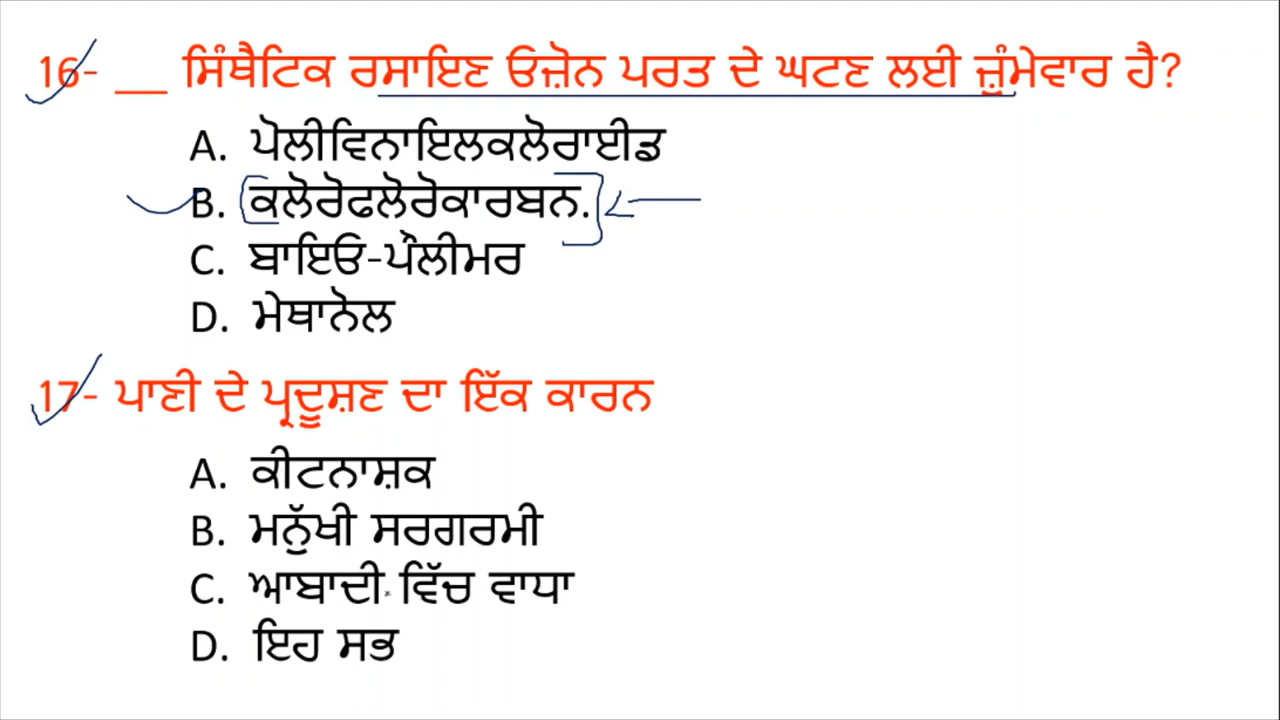 16- __ ਸਿੰਥੈਟਿਕ ਰਸਾਇਣ ਓਜ਼ੋਨ ਪਰਤ ਦੇ ਘਟਣ ਲਈ ਜ਼ੁੰਮੇਵਾਰ ਹੈ?
A. ਪੋਲੀਵਿਨਾਇਲਕਲੋਰਾਈਡ
B. ਕਲੋਰੋਫਲੋਰੋਕਾਰਬਨ.
C. ਬਾਇਓ-ਪੌਲੀਮਰ
D. ਮੇਥਾਨੋਲ
17- ਪਾਣੀ ਦੇ ਪ੍ਰਦੂਸ਼ਣ ਦਾ ਇੱਕ ਕਾਰਨ
A. ਕੀਟਨਾਸ਼ਕ
B. ਮਨੁੱਖੀ ਸਰਗਰਮੀ
C. ਆਬਾਦੀ ਵਿੱਚ ਵਾਧਾ
D. ਇਹ ਸਭ